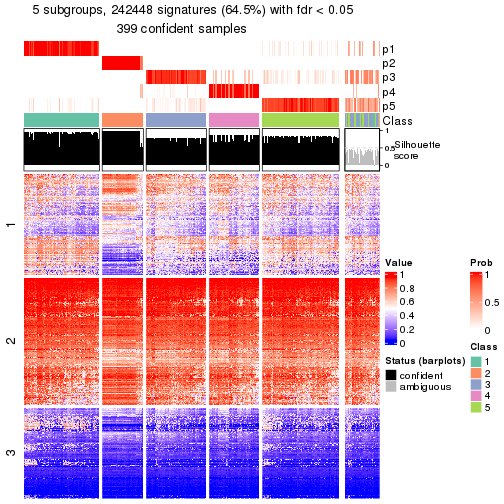 5 subgroups, 242448 signatures (64.5%) with fdr < 0.05
399 confident samples
p1
p2
p3
p4
p5
Class
1
0.5
0
Silhouette
score
1
2
3
Value
1
0.8
0.6
0.4
0.2
0
Status (barplots)
confident
ambiguous
Prob
1
0.5
0
Class
1
2
3
4
5